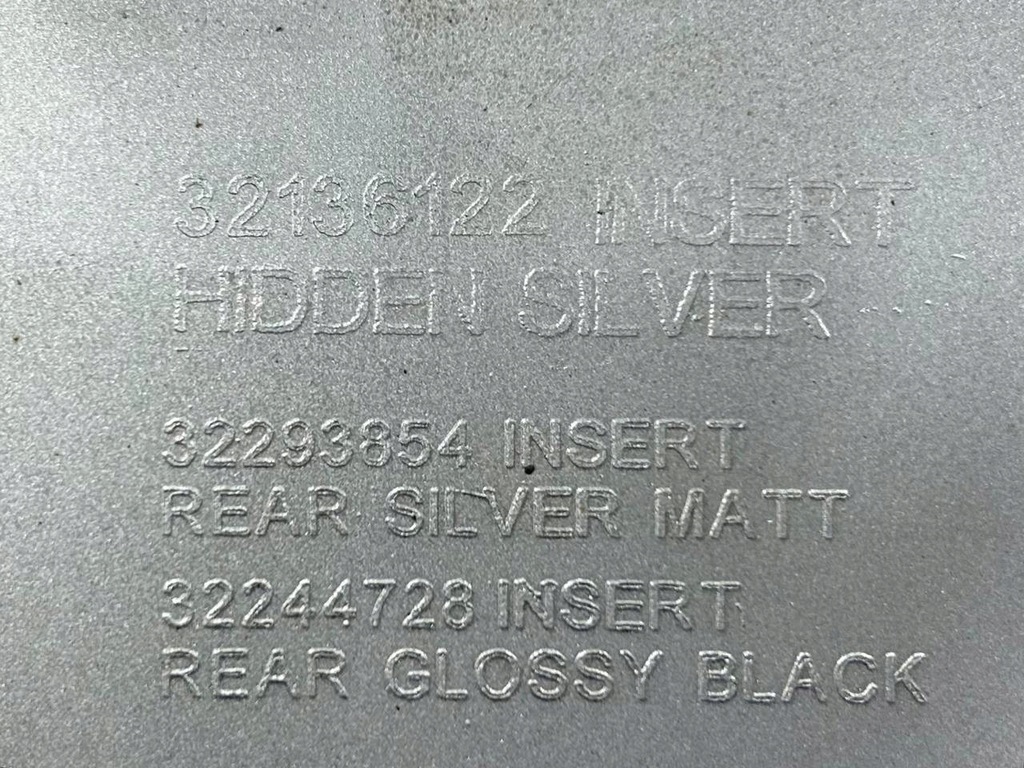 32136122 INSERT
HIDDEN SILVER
32293854 INSERT
REAR SILVER MATT
32244728 INSERT
REAR GLOSSY BLACK